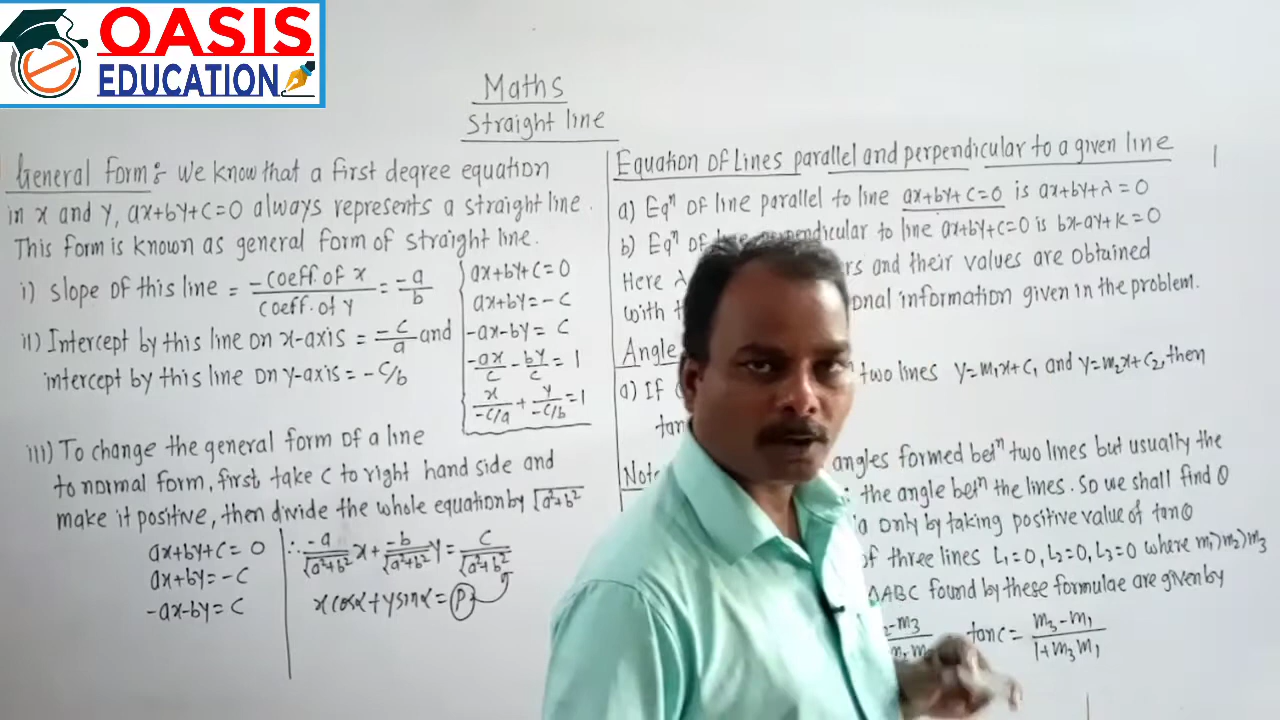 OASIS
EDUCATION
Maths
Straight line
General Form:- We know that a first degree equation
in x and y, ax+by+c=0 always represents a straight line.
This form is known as general form of straight line.
i) slope of this line = -coeff. of x / coeff. of y = -a/b
ii) Intercept by this line on x-axis = -c/a and
intercept by this line on y-axis = -c/b
ax+by+c=0
ax+by=-c
-ax-by=c
-ax/c - by/c = 1
x/-c/a + y/-c/b = 1
iii) To change the general form of a line
to normal form, first take c to right hand side and
make it positive, then divide the whole equation by √a²+b²
ax+by+c=0
ax+by=-c
-ax-by=c
∴ -a/√a²+b² x + -b/√a²+b² y = c/√a²+b²
x cosα + y sinα = P
Equation of Lines parallel and perpendicular to a given line
a) Eqⁿ of line parallel to line ax+by+c=0 is ax+by+λ=0
b) Eqⁿ of line perpendicular to line ax+by+c=0 is bx-ay+k=0
Here λ and their values are obtained
with information given in the problem.
Angle
a) If two lines y=m₁x+c₁ and y=m₂x+c₂, then
tan
Note angles formed betⁿ two lines but usually the
the angle betⁿ the lines. So we shall find θ
only by taking positive value of tanθ
of three lines L₁=0, L₂=0, L₃=0 where m₁>m₂>m₃
ΔABC found by these formulae are given by
-m₃ tanC = m₃-m₁ / 1+m₃m₁